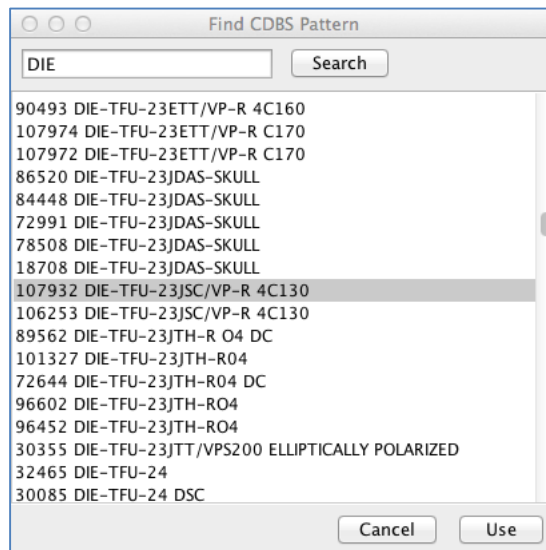 Find CDBS Pattern
DIE
Search
90493 DIE-TFU-23ETT/VP-R 4C160
107974 DIE-TFU-23ETT/VP-R C170
107972 DIE-TFU-23ETT/VP-R C170
86520 DIE-TFU-23JDAS-SKULL
84448 DIE-TFU-23JDAS-SKULL
72991 DIE-TFU-23JDAS-SKULL
78508 DIE-TFU-23JDAS-SKULL
18708 DIE-TFU-23JDAS-SKULL
107932 DIE-TFU-23JSC/VP-R 4C130
106253 DIE-TFU-23JSC/VP-R 4C130
89562 DIE-TFU-23JTH-R O4 DC
101327 DIE-TFU-23JTH-R04
72644 DIE-TFU-23JTH-R04 DC
96602 DIE-TFU-23JTH-RO4
96452 DIE-TFU-23JTH-RO4
30355 DIE-TFU-23JTT/VPS200 ELLIPTICALLY POLARIZED
32465 DIE-TFU-24
30085 DIE-TFU-24 DSC
Cancel
Use